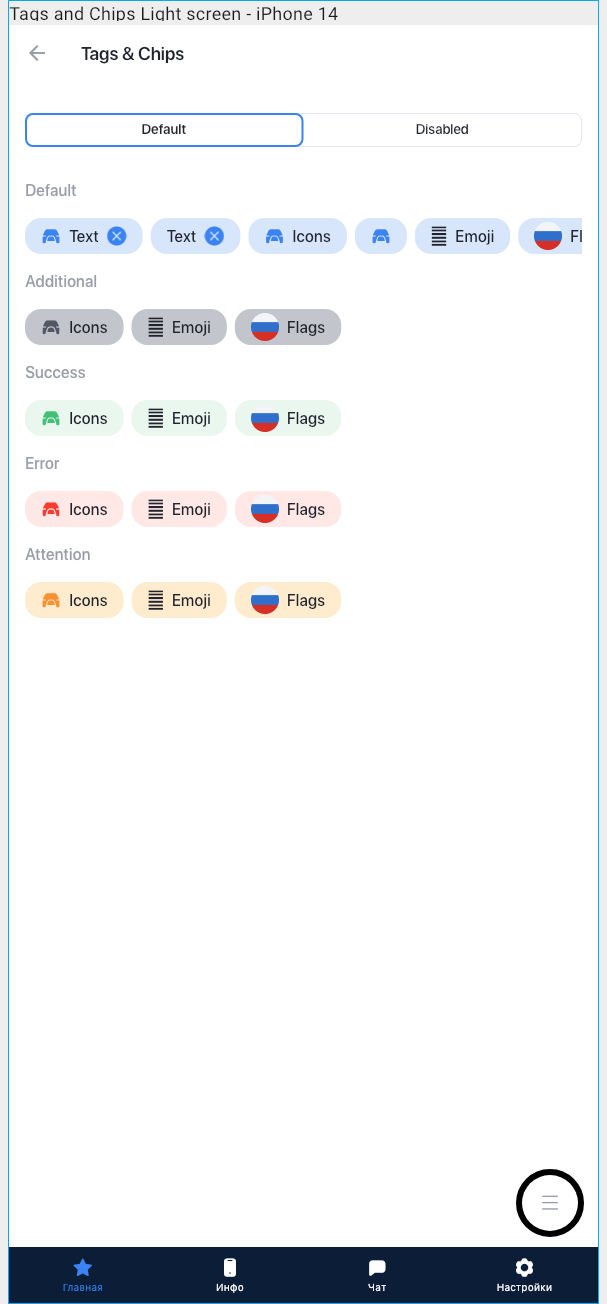 Tags and Chips Light screen - iPhone 14
Tags & Chips
Default Disabled
Default
Text Text Icons Emoji Fl
Additional
Icons Emoji Flags
Success
Icons Emoji Flags
Error
Icons Emoji Flags
Attention
Icons Emoji Flags
Главная Инфо Чат Настройки